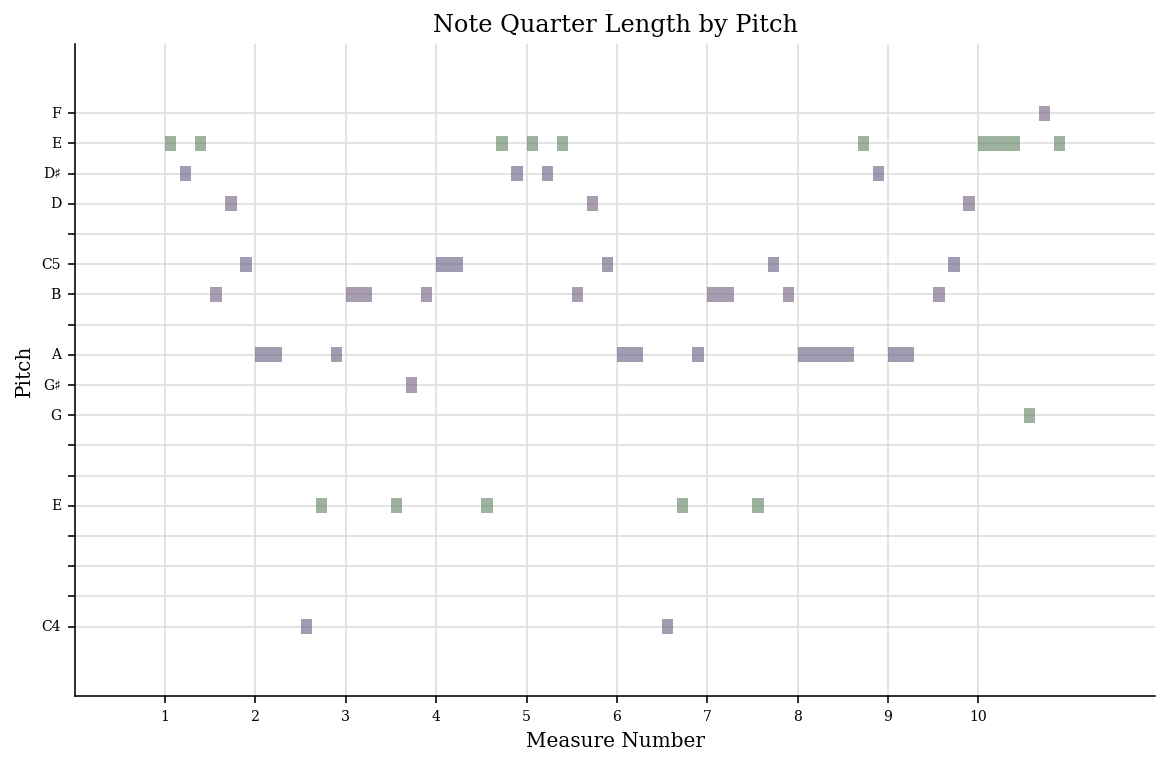 Note Quarter Length by Pitch
F
E
D♯
D
C5
B
A
G♯
G
E
C4
Pitch
1 2 3 4 5 6 7 8 9 10
Measure Number